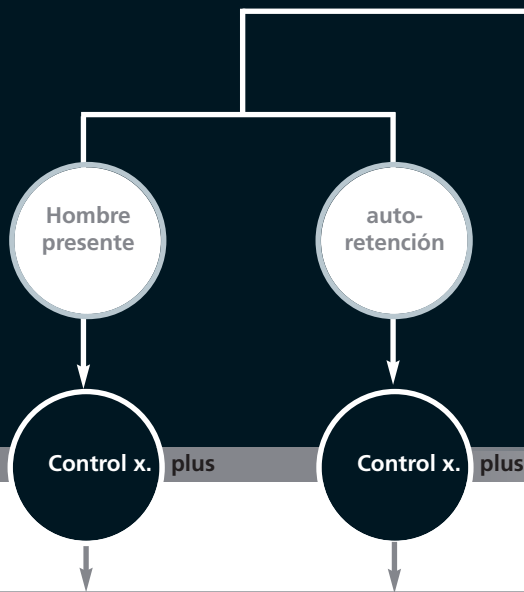 Hombre
presente
auto-
retención
Control x. plus
Control x. plus